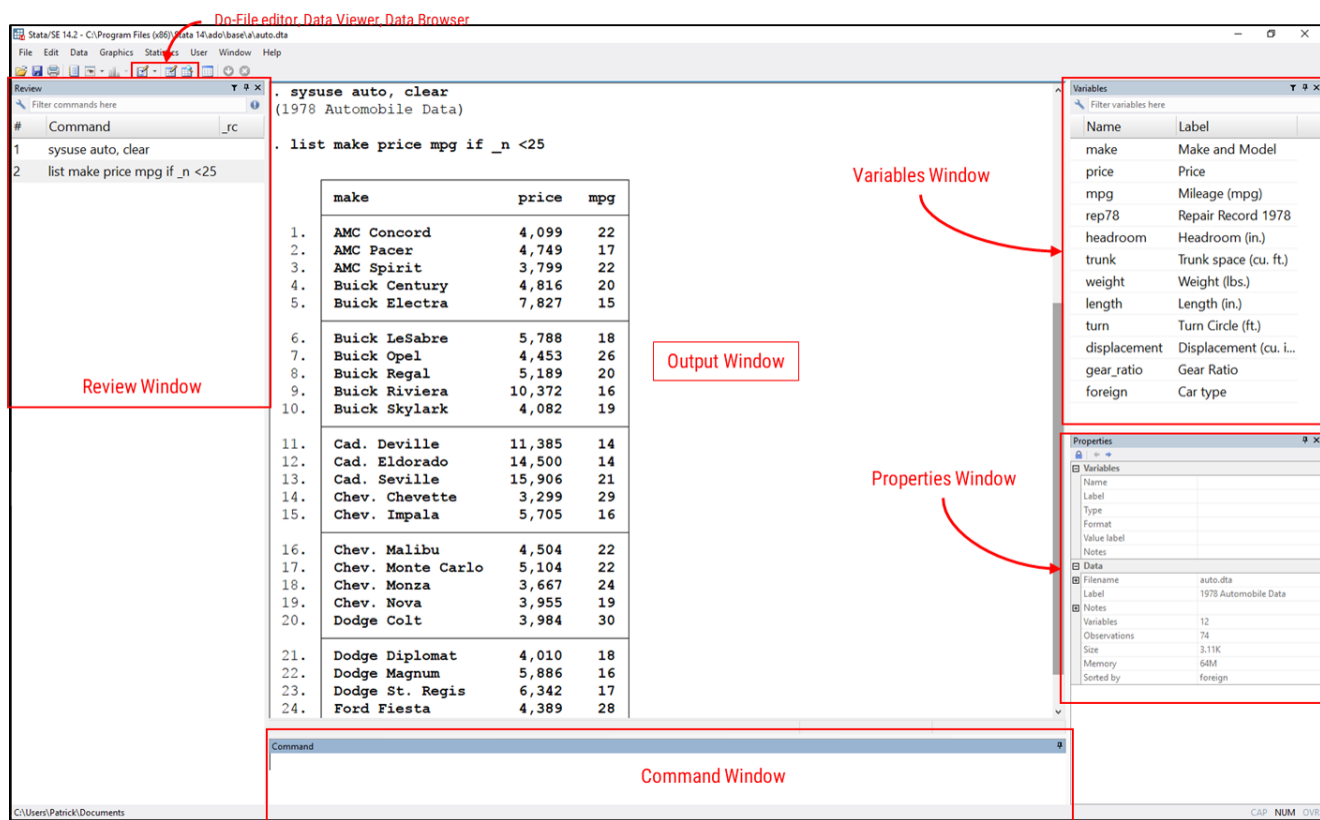 Do-File editor, Data Viewer, Data Browser
Stata/SE 14.2 - C:\Program Files (x86)\Stata 14\ado\base\a\auto.dta
File Edit Data Graphics Statistics User Window Help
Review
Filter commands here
# Command _rc
1 sysuse auto, clear
2 list make price mpg if _n <25
Review Window
. sysuse auto, clear
(1978 Automobile Data)
. list make price mpg if _n <25
make price mpg
1. AMC Concord 4,099 22
2. AMC Pacer 4,749 17
3. AMC Spirit 3,799 22
4. Buick Century 4,816 20
5. Buick Electra 7,827 15
6. Buick LeSabre 5,788 18
7. Buick Opel 4,453 26
8. Buick Regal 5,189 20
9. Buick Riviera 10,372 16
10. Buick Skylark 4,082 19
11. Cad. Deville 11,385 14
12. Cad. Eldorado 14,500 14
13. Cad. Seville 15,906 21
14. Chev. Chevette 3,299 29
15. Chev. Impala 5,705 16
16. Chev. Malibu 4,504 22
17. Chev. Monte Carlo 5,104 22
18. Chev. Monza 3,667 24
19. Chev. Nova 3,955 19
20. Dodge Colt 3,984 30
21. Dodge Diplomat 4,010 18
22. Dodge Magnum 5,886 16
23. Dodge St. Regis 6,342 17
24. Ford Fiesta 4,389 28
Output Window
Variables Window
Properties Window
Variables
Filter variables here
Name Label
make Make and Model
price Price
mpg Mileage (mpg)
rep78 Repair Record 1978
headroom Headroom (in.)
trunk Trunk space (cu. ft.)
weight Weight (lbs.)
length Length (in.)
turn Turn Circle (ft.)
displacement Displacement (cu. i...
gear_ratio Gear Ratio
foreign Car type
Properties
Variables
Name
Label
Type
Format
Value label
Notes
Data
Filename auto.dta
Label 1978 Automobile Data
Notes
Variables 12
Observations 74
Size 3.11K
Memory 64M
Sorted by foreign
Command
Command Window
C:\Users\Patrick\Documents
CAP NUM OVR